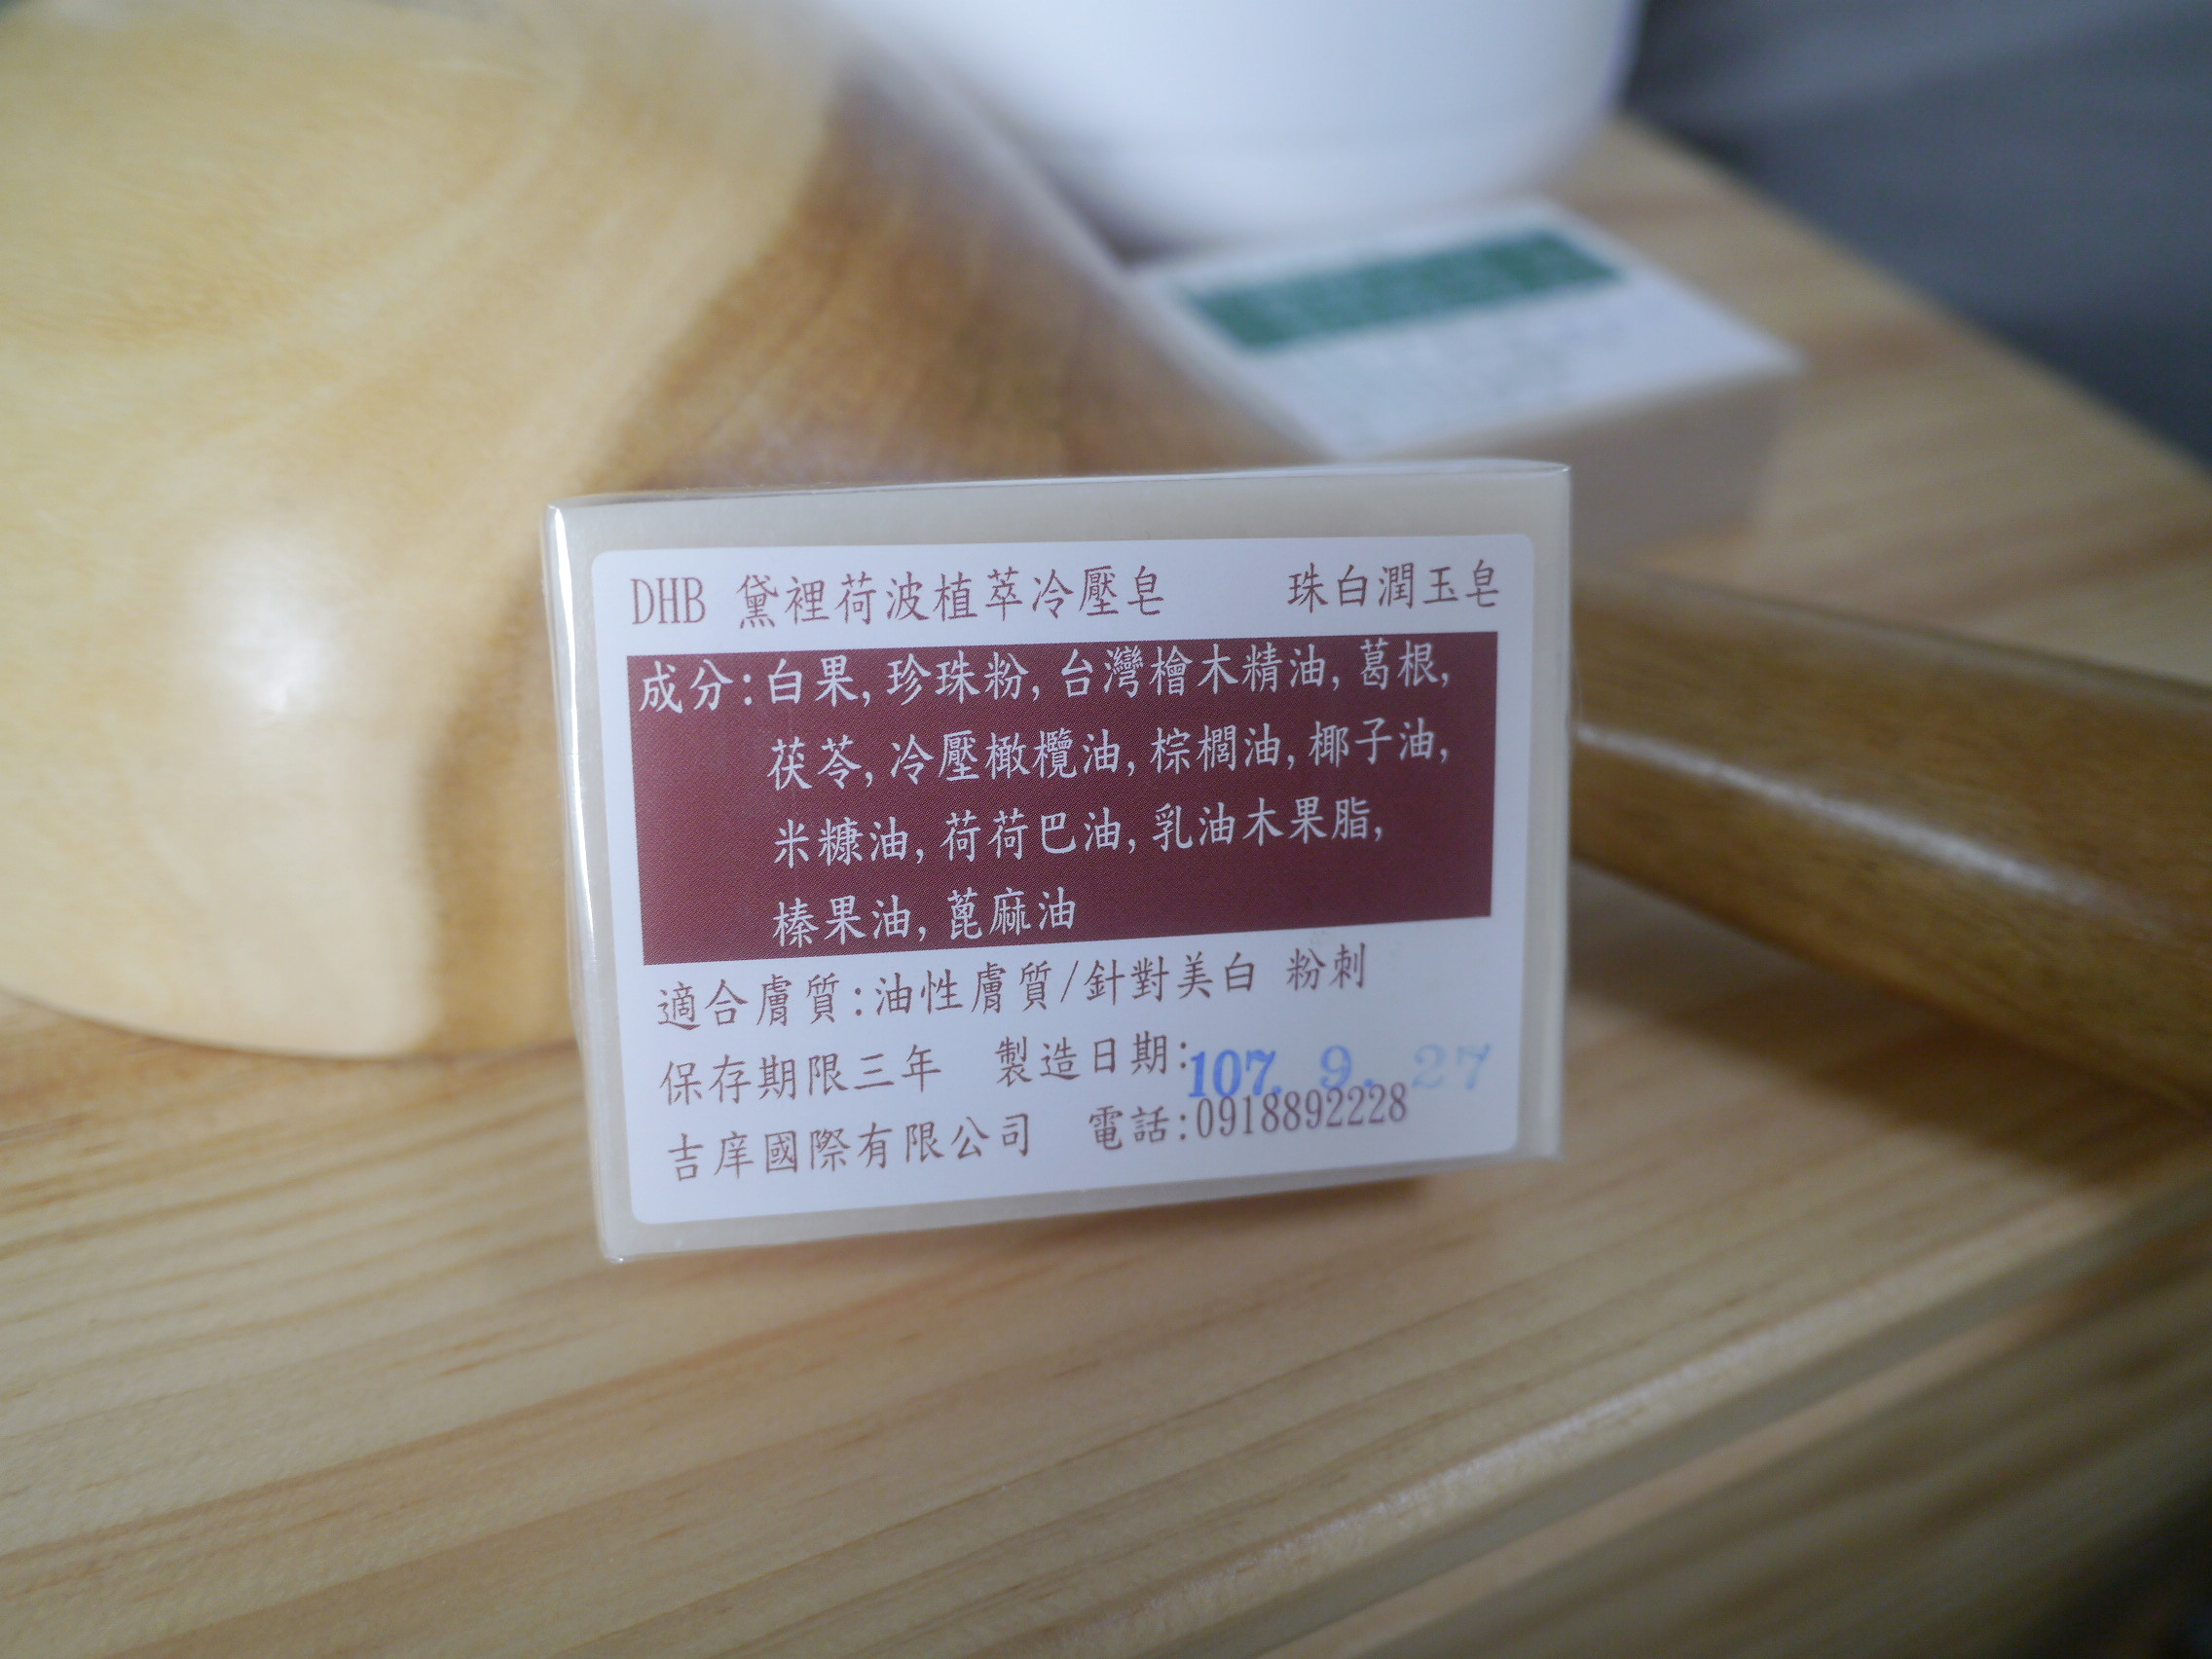 DHB 黛裡荷波植萃冷壓皂 珠白潤玉皂
成分:白果,珍珠粉,台灣檜木精油,葛根,
茯苓,冷壓橄欖油,棕櫚油,椰子油,
米糠油,荷荷巴油,乳油木果脂,
榛果油,蓖麻油
適合膚質:油性膚質/針對美白 粉刺
保存期限三年 製造日期:107. 9. 27
吉庠國際有限公司 電話:0918892228